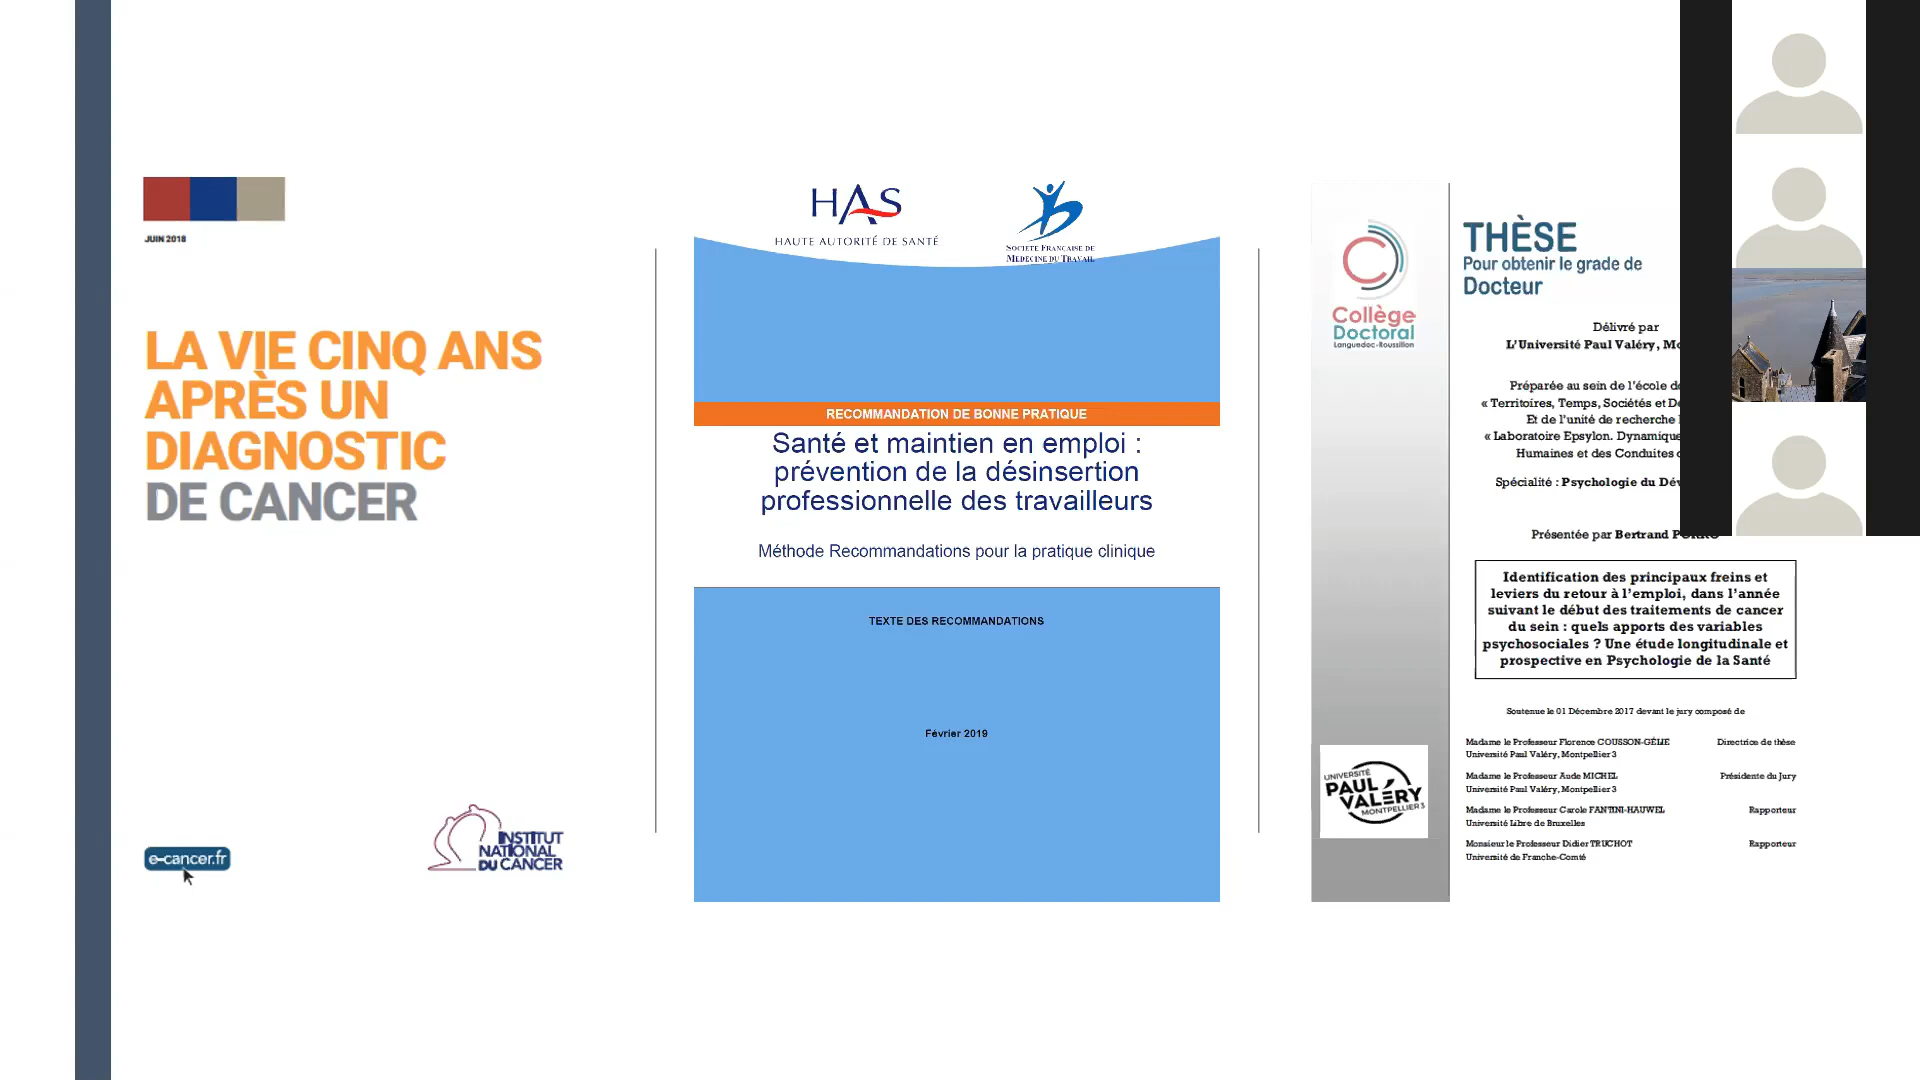 JUIN 2018
LA VIE CINQ ANS
APRÈS UN
DIAGNOSTIC
DE CANCER
e-cancer.fr
INSTITUT
NATIONAL
DU CANCER
HAS
HAUTE AUTORITÉ DE SANTÉ
SOCIETE FRANÇAISE DE
MEDECINE DU TRAVAIL
RECOMMANDATION DE BONNE PRATIQUE
Santé et maintien en emploi :
prévention de la désinsertion
professionnelle des travailleurs
Méthode Recommandations pour la pratique clinique
TEXTE DES RECOMMANDATIONS
Février 2019
Collège
Doctoral
Languedoc-Roussillon
UNIVERSITÉ
PAUL
VALÉRY
MONTPELLIER 3
THÈSE
Pour obtenir le grade de
Docteur
Délivré par
L'Université Paul Valéry,
Préparée au sein de l'école
« Territoires, Temps, Sociétés et
Et de l'unité de recherche
« Laboratoire Epsylon. Dynamique
Humaines et des Conduites
Spécialité : Psychologie du
Présentée par Bertrand
Identification des principaux freins et
leviers du retour à l'emploi, dans l'année
suivant le début des traitements de cancer
du sein : quels apports des variables
psychosociales ? Une étude longitudinale et
prospective en Psychologie de la Santé
Soutenue le 01 Décembre 2017 devant le jury composé de
Madame le Professeur Florence COUSSON-GÉLIE Directrice de thèse
Université Paul Valéry, Montpellier 3
Madame le Professeur Aude MICHEL Présidente du Jury
Université Paul Valéry, Montpellier 3
Madame le Professeur Carole FANTINI-HAUWEL Rapporteur
Université Libre de Bruxelles
Monsieur le Professeur Didier TRUCHOT Rapporteur
Université de Franche-Comté